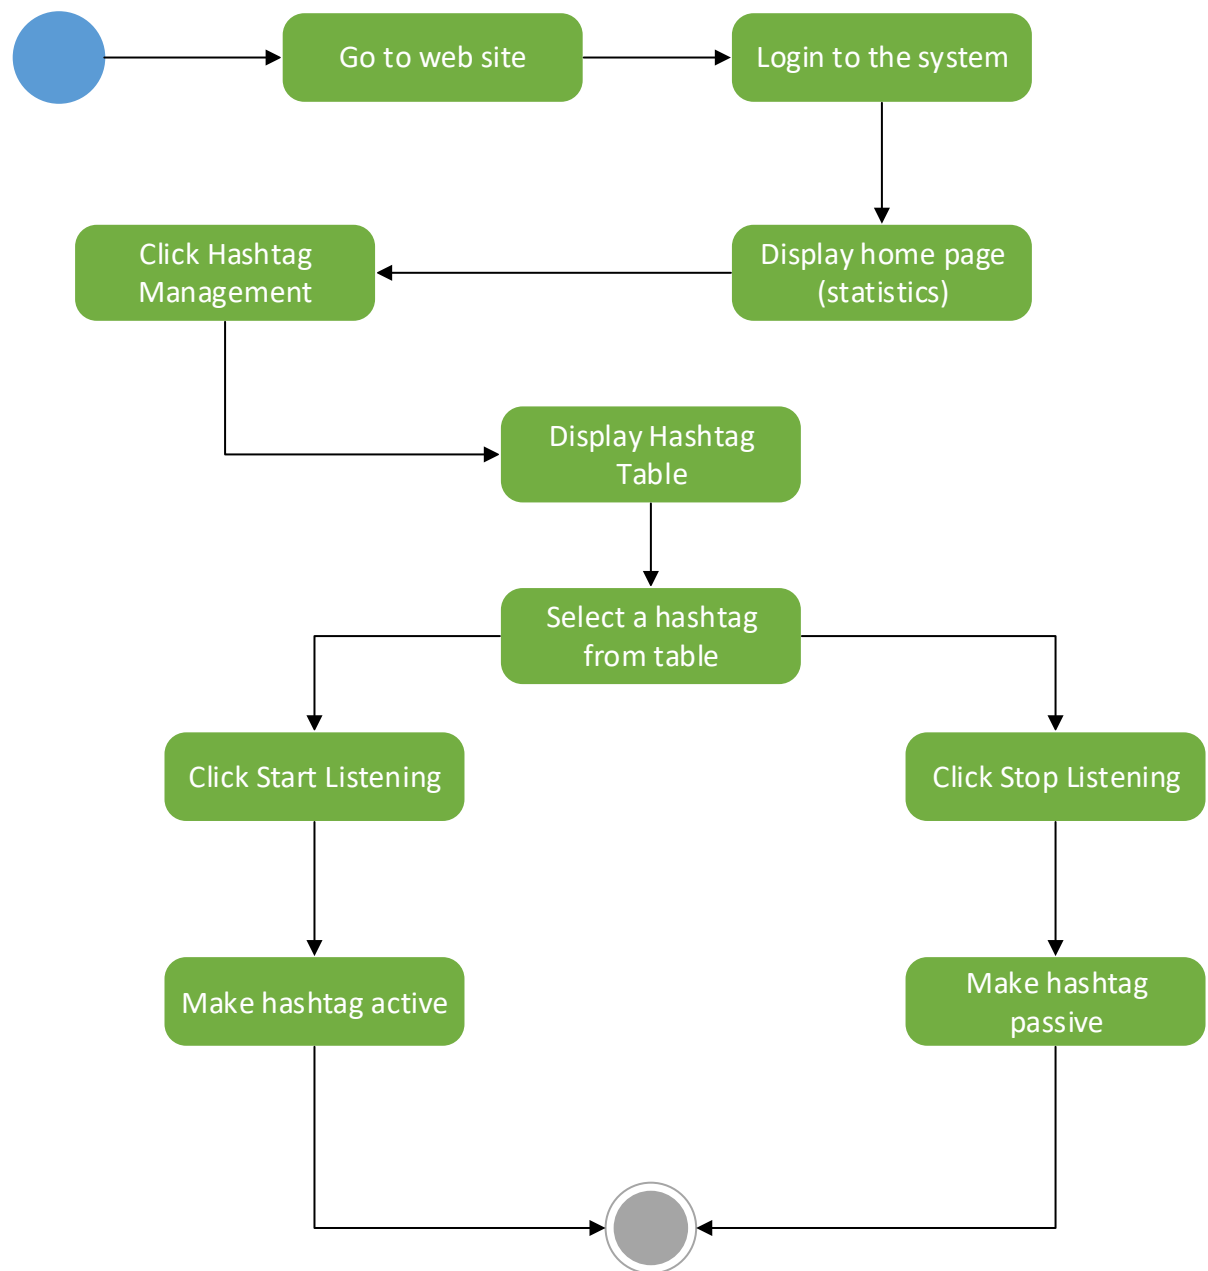 Go to web site
Login to the system
Click Hashtag
Management
Display home page
(statistics)
Display Hashtag
Table
Select a hashtag
from table
Click Start Listening
Click Stop Listening
Make hashtag active
Make hashtag
passive